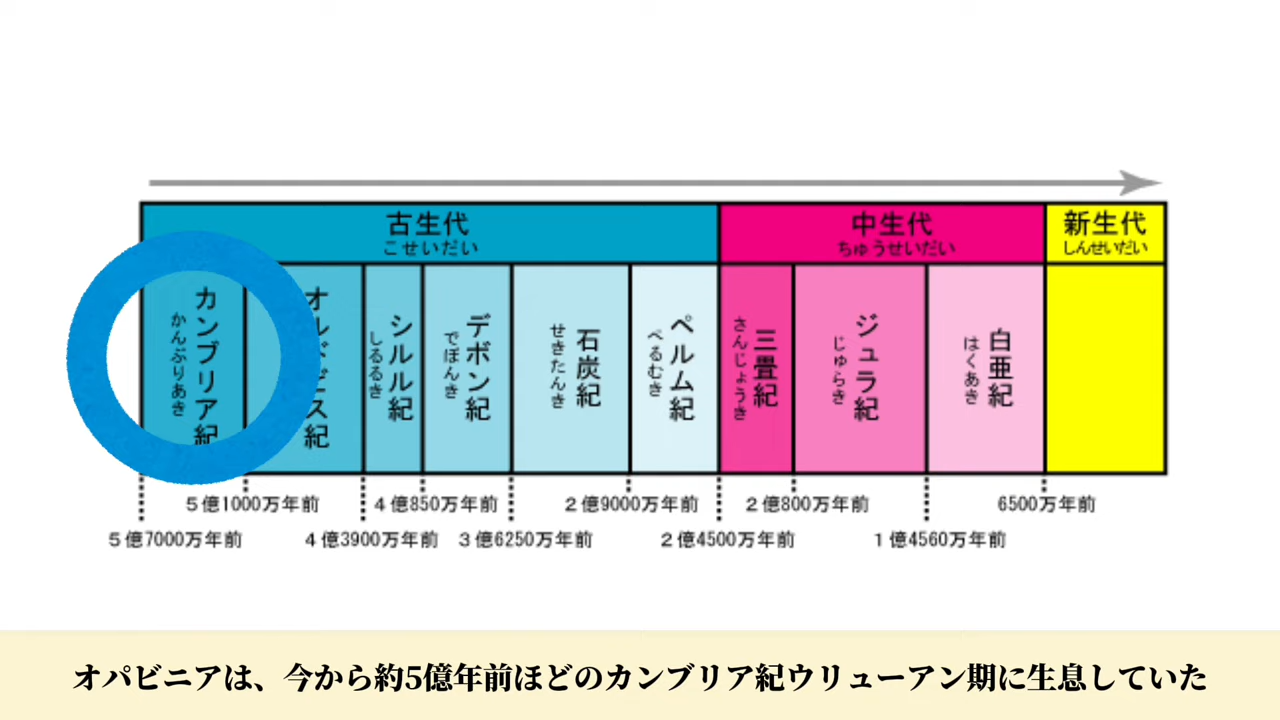 古生代
こせいだい
中生代
ちゅうせいだい
新生代
しんせいだい
カンブリア紀
かんぶりあき
シルル紀
しるるき
デボン紀
でぼんき
石炭紀
せきたんき
ペルム紀
ぺるむき
三畳紀
さんじょうき
ジュラ紀
じゅらき
白亜紀
はくあき
5億1000万年前
4億850万年前
2億9000万年前
2億800万年前
6500万年前
5億7000万年前
4億3900万年前
3億6250万年前
2億4500万年前
1億4560万年前
オパビニアは、今から約5億年前ほどのカンブリア紀ウリューアン期に生息していた